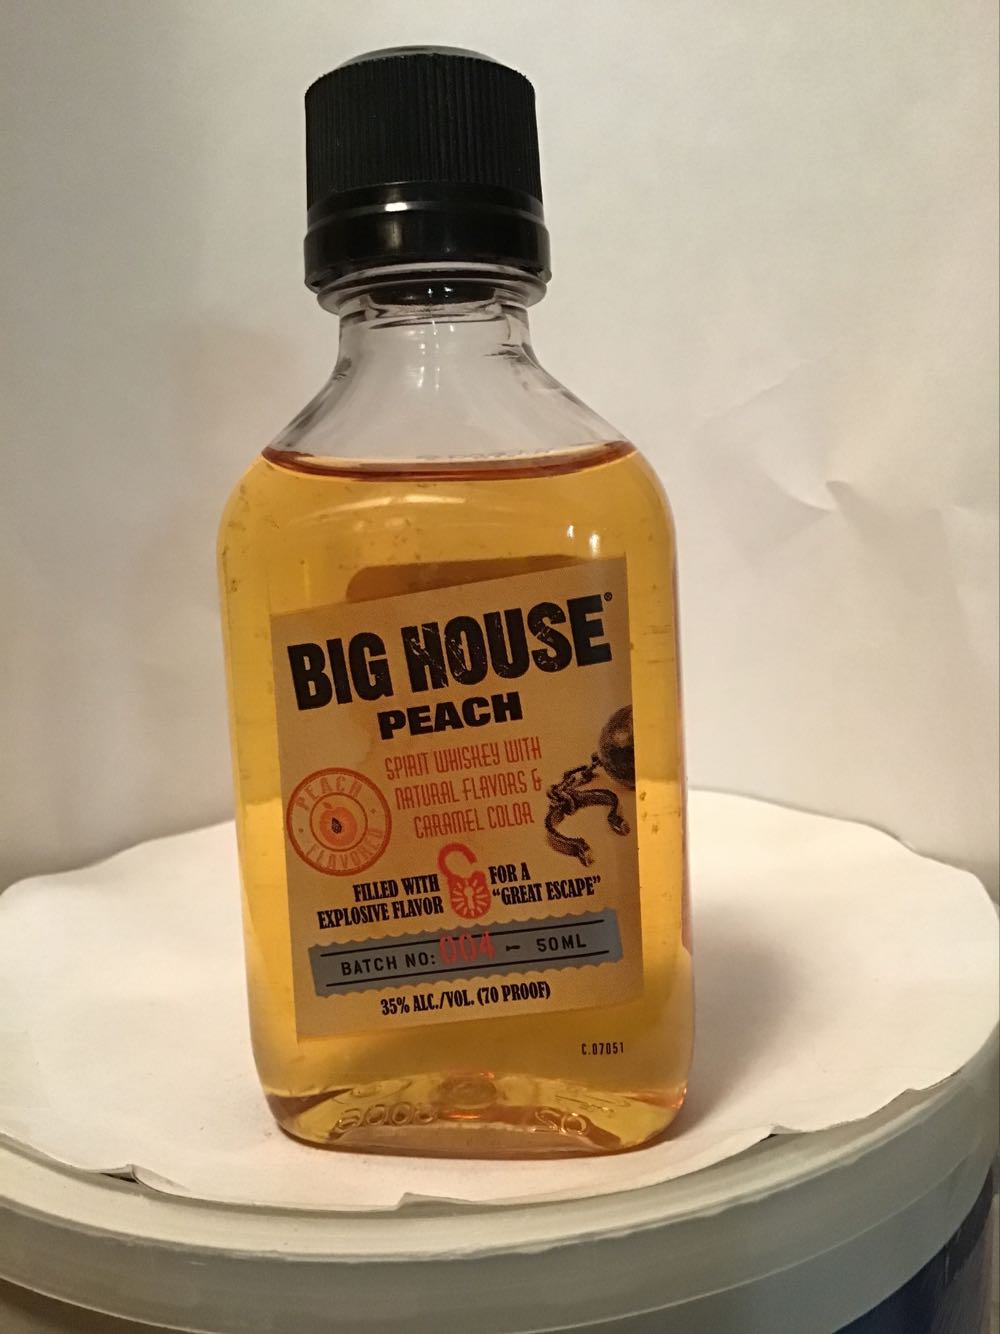 BIG HOUSE®
PEACH
SPIRIT WHISKEY WITH
NATURAL FLAVORS &
CARAMEL COLOR
PEACH
FLAVORED
FILLED WITH
EXPLOSIVE FLAVOR
FOR A
"GREAT ESCAPE"
BATCH NO: 004 - 50ML
35% ALC./VOL. (70 PROOF)
C.07051